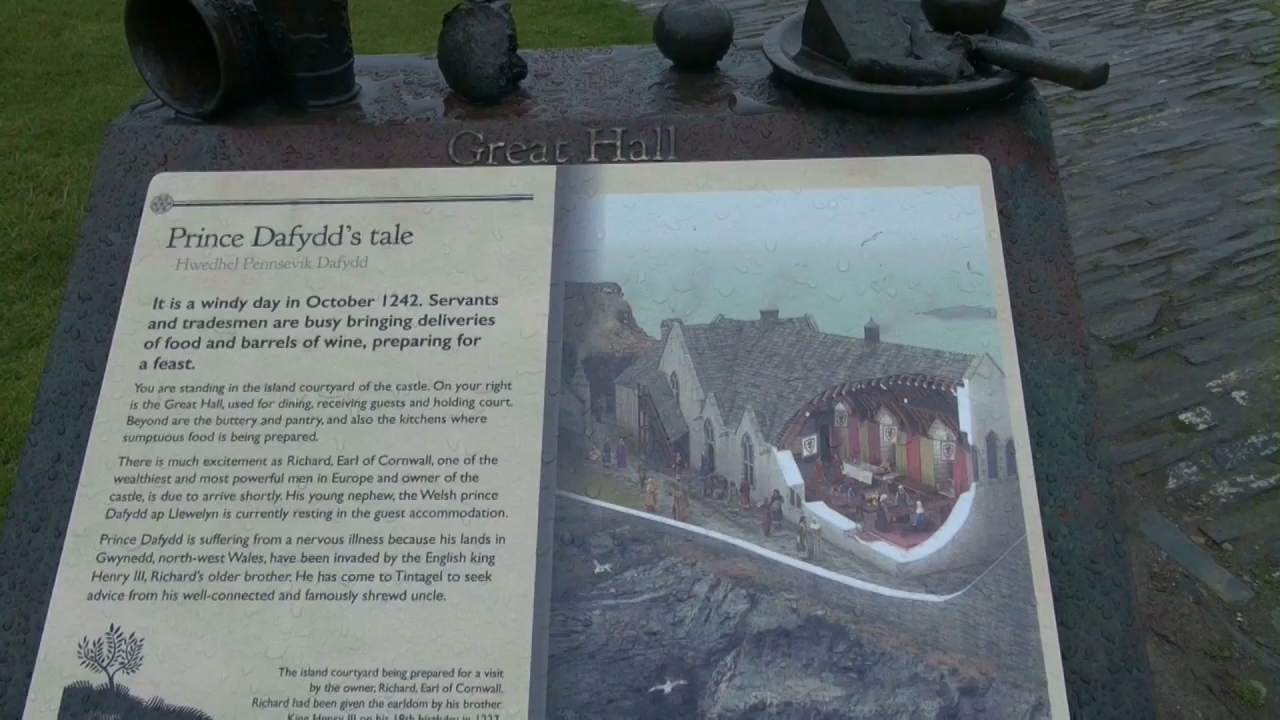 Great Hall
Prince Dafydd's tale
Hwedhel Pennsevik Dafydd
It is a windy day in October 1242. Servants
and tradesmen are busy bringing deliveries
of food and barrels of wine, preparing for
a feast.
You are standing in the island courtyard of the castle. On your right
is the Great Hall, used for dining, receiving guests and holding court.
Beyond are the buttery and pantry, and also the kitchens where
sumptuous food is being prepared.
There is much excitement as Richard, Earl of Cornwall, one of the
wealthiest and most powerful men in Europe and owner of the
castle, is due to arrive shortly. His young nephew, the Welsh prince
Dafydd ap Llewelyn is currently resting in the guest accommodation.
Prince Dafydd is suffering from a nervous illness because his lands in
Gwynedd, north-west Wales, have been invaded by the English king
Henry III, Richard's older brother. He has come to Tintagel to seek
advice from his well-connected and famously shrewd uncle.
The island courtyard being prepared for a visit
by the owner, Richard, Earl of Cornwall.
Richard had been given the earldom by his brother
King Henry III on his 18th birthday in 1227.